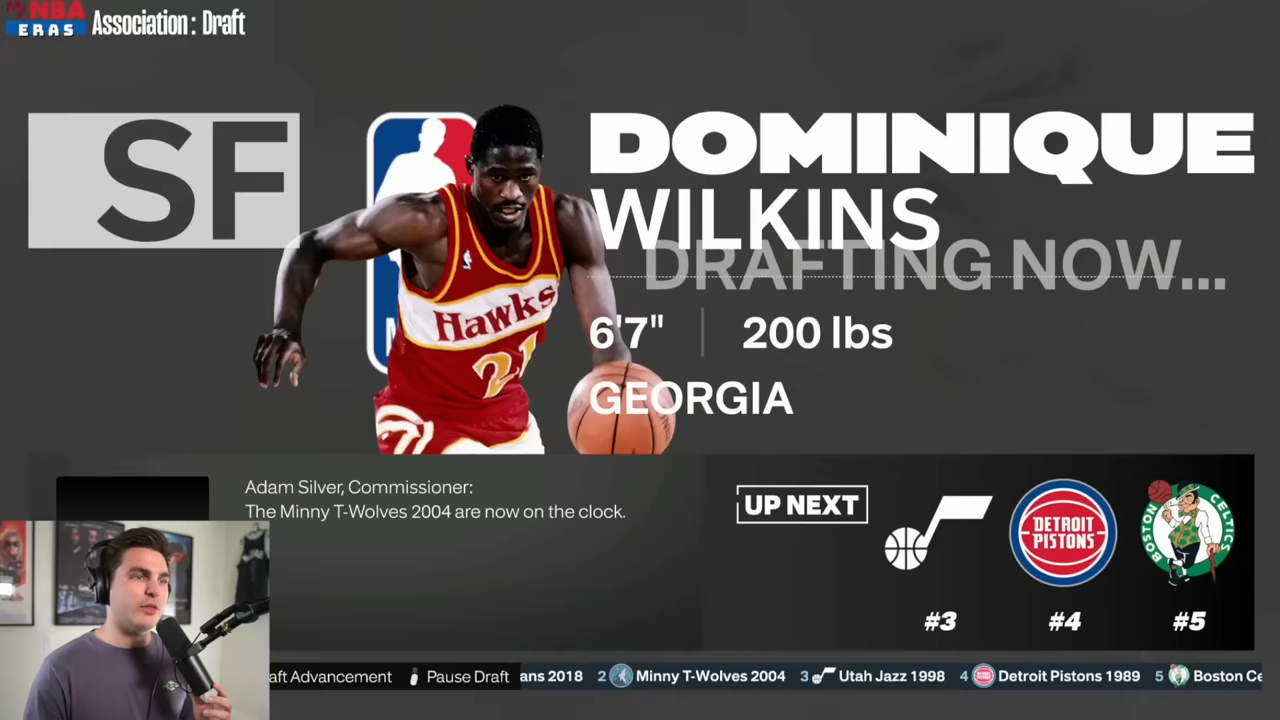 My NBA
ERAS
Association : Draft
SF
DOMINIQUE
WILKINS
DRAFTING NOW...
6'7"
200 lbs
GEORGIA
Hawks
21
Adam Silver, Commissioner:
The Minny T-Wolves 2004 are now on the clock.
UP NEXT
DETROIT
PISTONS
BOSTON
CELTICS
#3
#4
#5
aft Advancement
Pause Draft
ans 2018
2 Minny T-Wolves 2004
3 Utah Jazz 1998
4 Detroit Pistons 1989
5 Boston Ce